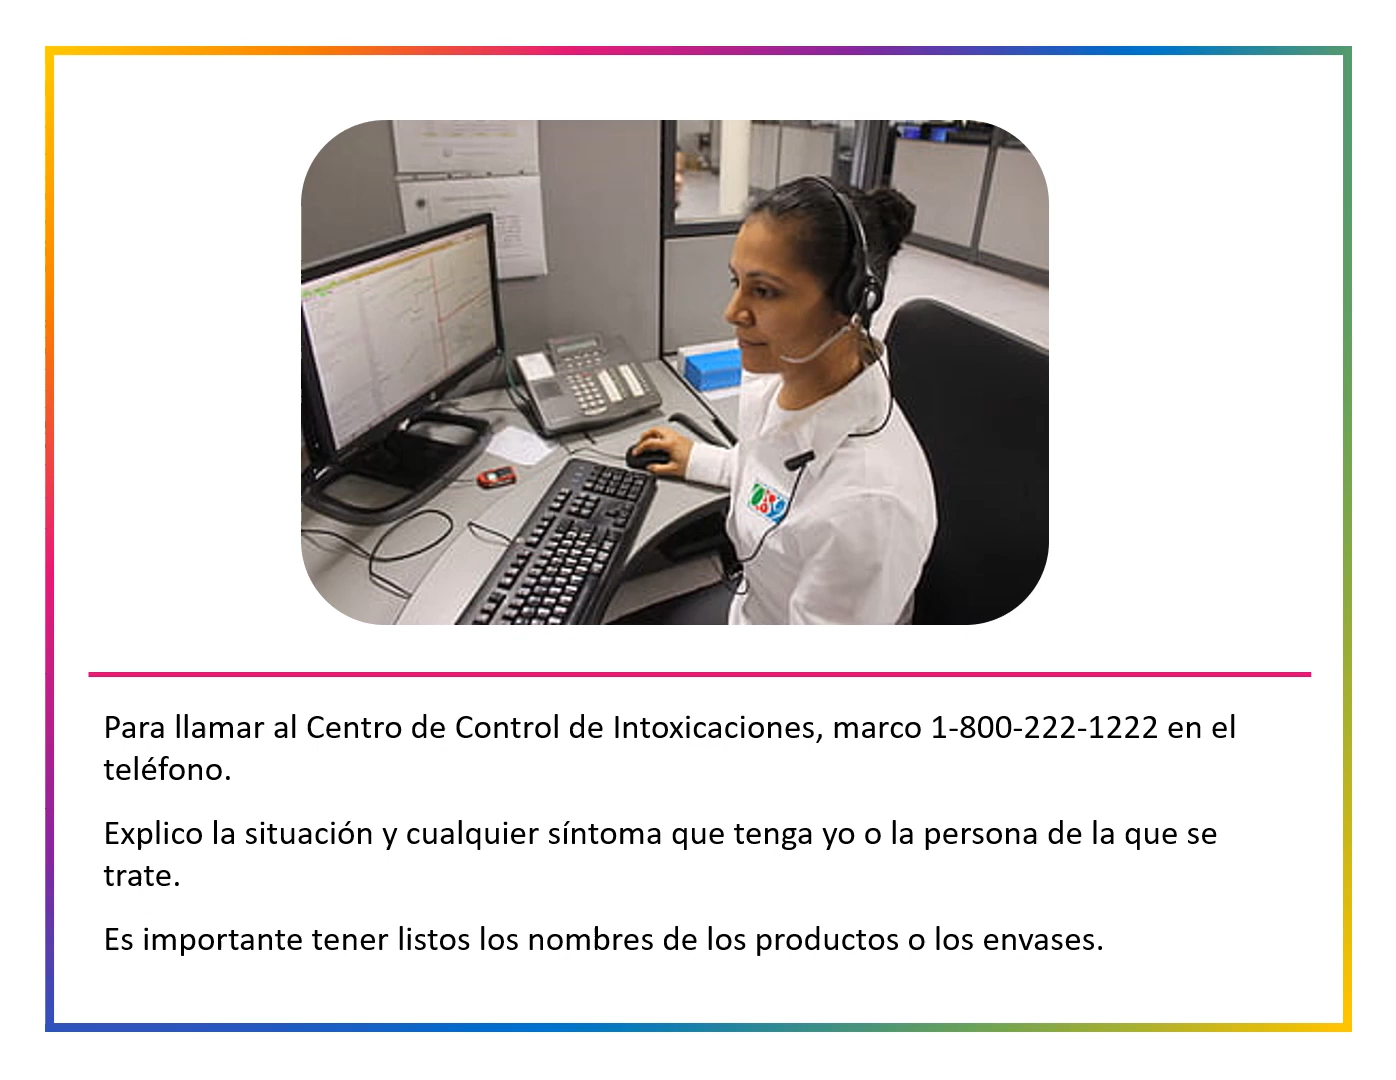 Para llamar al Centro de Control de Intoxicaciones, marco 1-800-222-1222 en el
teléfono.
Explico la situación y cualquier síntoma que tenga yo o la persona de la que se
trate.
Es importante tener listos los nombres de los productos o los envases.